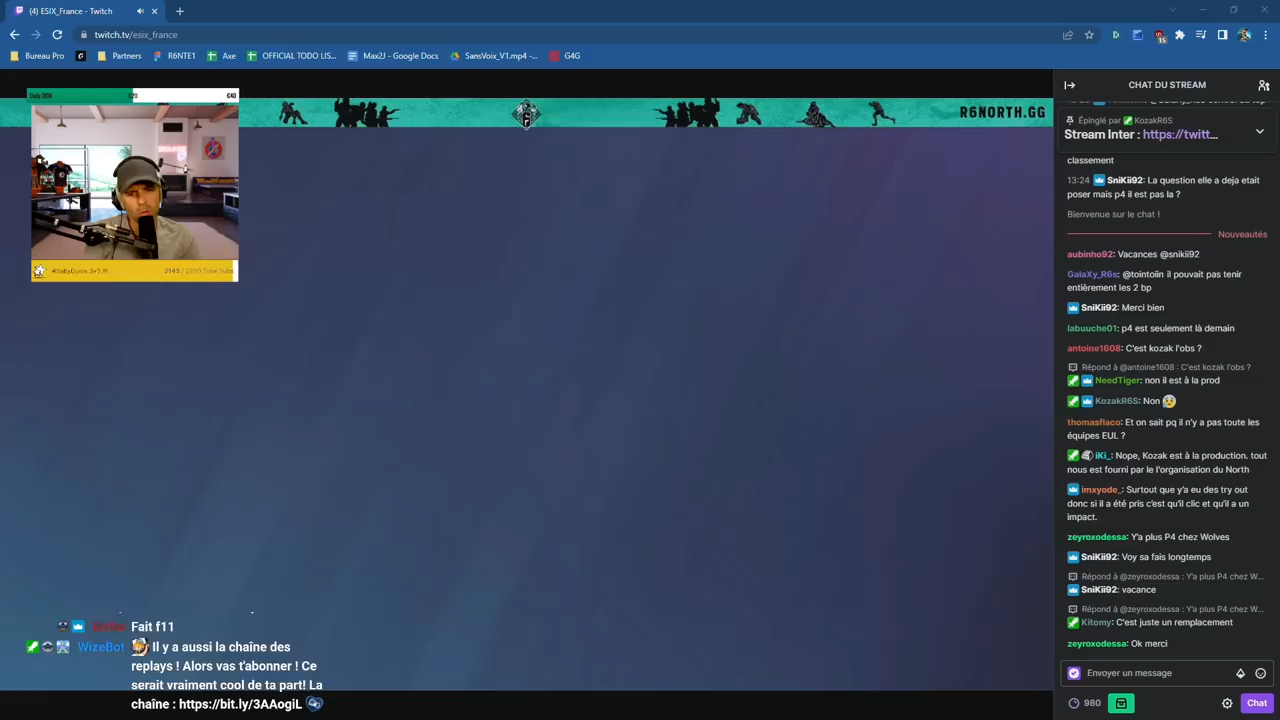 (4) ESIX_France - Twitch
twitch.tv/esix_france
15
Bureau Pro
Partners
R6NTE1
Axe
OFFICIAL TODO LIS...
Max2J - Google Docs
SansVoix_V1.mp4 -...
G4G
€20
€40
R6NORTH.GG
2143 / 2200 Total Subs
Fait f11
WizeBot Il y a aussi la chaîne des
replays ! Alors vas t'abonner ! Ce
serait vraiment cool de ta part! La
chaîne : https://bit.ly/3AAogiL
CHAT DU STREAM
Épinglé par KozakR6S
Stream Inter : https://twitt...
classement
13:24 SniKii92: La question elle a deja etait
poser mais p4 il est pas la ?
Bienvenue sur le chat !
Nouveautés
aubinho92: Vacances @snikii92
GalaXy_R6s: @tointoiin il pouvait pas tenir
entièrement les 2 bp
SniKii92: Merci bien
labuuche01: p4 est seulement là demain
antoine1608: C'est kozak l'obs ?
Répond à @antoine1608 : C'est kozak l'obs ?
NeedTiger: non il est à la prod
KozakR6S: Non
thomasflaco: Et on sait pq il n'y a pas toute les
équipes EUL ?
iKi_: Nope, Kozak est à la production. tout
nous est fourni par le l'organisation du North
imxyode_: Surtout que y'a eu des try out
donc si il a été pris c'est qu'il clic et qu'il a un
impact.
zeyroxodessa: Y'a plus P4 chez Wolves
SniKii92: Voy sa fais longtemps
Répond à @zeyroxodessa : Y'a plus P4 chez W...
SniKii92: vacance
Répond à @zeyroxodessa : Y'a plus P4 chez W...
Kitomy: C'est juste un remplacement
zeyroxodessa: Ok merci
Envoyer un message
980
Chat